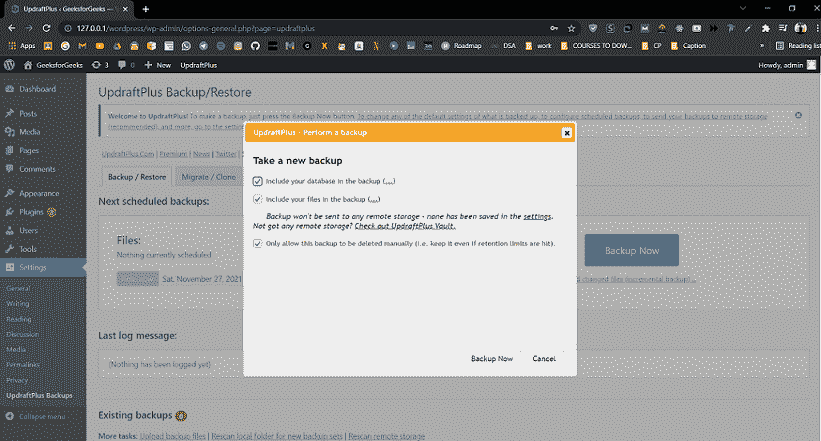 UpdraftPlus ‹ GeeksforGeeks —
127.0.0.1/wordpress/wp-admin/options-general.php?page=updraftplus
Apps
Roadmap
DSA
work
COURSES TO DOW...
CP
Caption
»
Reading list
GeeksforGeeks
3
0
+ New
UpdraftPlus
Howdy, admin
Dashboard
Posts
Media
Pages
Comments
Appearance
Plugins
Users
Tools
Settings
General
Writing
Reading
Discussion
Media
Permalinks
Privacy
UpdraftPlus Backups
Collapse menu
UpdraftPlus Backup/Restore
Welcome to UpdraftPlus! To make a backup, just press the Backup Now button. To change any of the default settings of what is backed up, to configure scheduled backups, to send your backups to remote storage
(recommended), and more, go to the settings
UpdraftPlus.Com | Premium | News | Twitter |
Backup / Restore
Migrate / Clone
Next scheduled backups:
Files:
Nothing currently scheduled
Sat, November 27, 2021
Backup Now
changed files (incremental backup)...
Last log message:
(Nothing has been logged yet)
Existing backups
More tasks: Upload backup files | Rescan local folder for new backup sets | Rescan remote storage
UpdraftPlus - Perform a backup
Take a new backup
Include your database in the backup (...)
Include your files in the backup (...)
Backup won't be sent to any remote storage - none has been saved in the settings.
Not got any remote storage? Check out UpdraftPlus Vault.
Only allow this backup to be deleted manually (i.e. keep it even if retention limits are hit).
Backup Now
Cancel